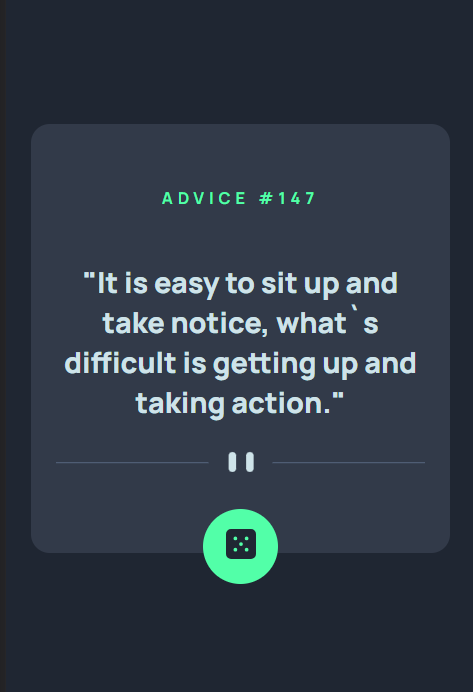 ADVICE #147
"It is easy to sit up and
take notice, what`s
difficult is getting up and
taking action."